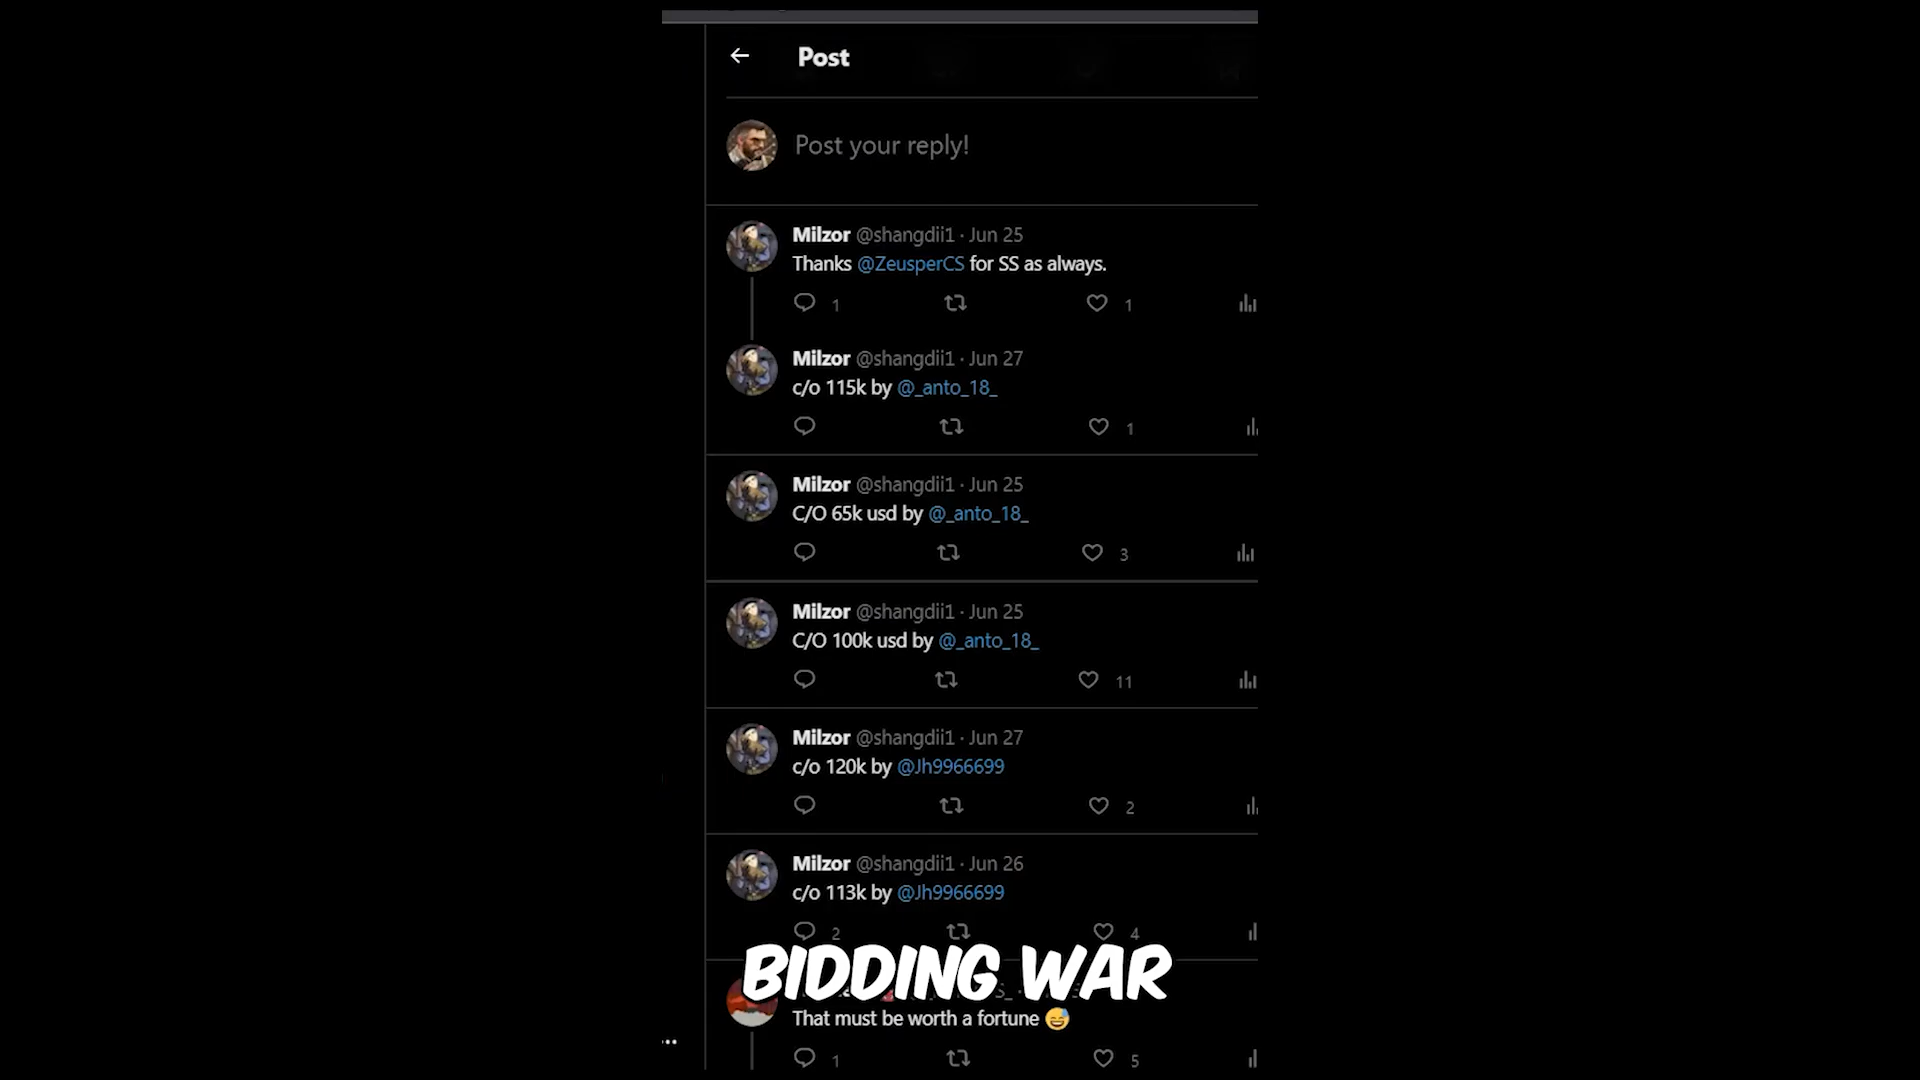 Post
Post your reply!
Milzor @shangdii1 · Jun 25
Thanks @ZeusperCS for SS as always.
1 1
Milzor @shangdii1 · Jun 27
c/o 115k by @_anto_18_
1
Milzor @shangdii1 · Jun 25
C/O 65k usd by @_anto_18_
3
Milzor @shangdii1 · Jun 25
C/O 100k usd by @_anto_18_
11
Milzor @shangdii1 · Jun 27
c/o 120k by @Jh9966699
2
Milzor @shangdii1 · Jun 26
c/o 113k by @Jh9966699
2 4
BIDDING WAR
That must be worth a fortune 😅
1 5